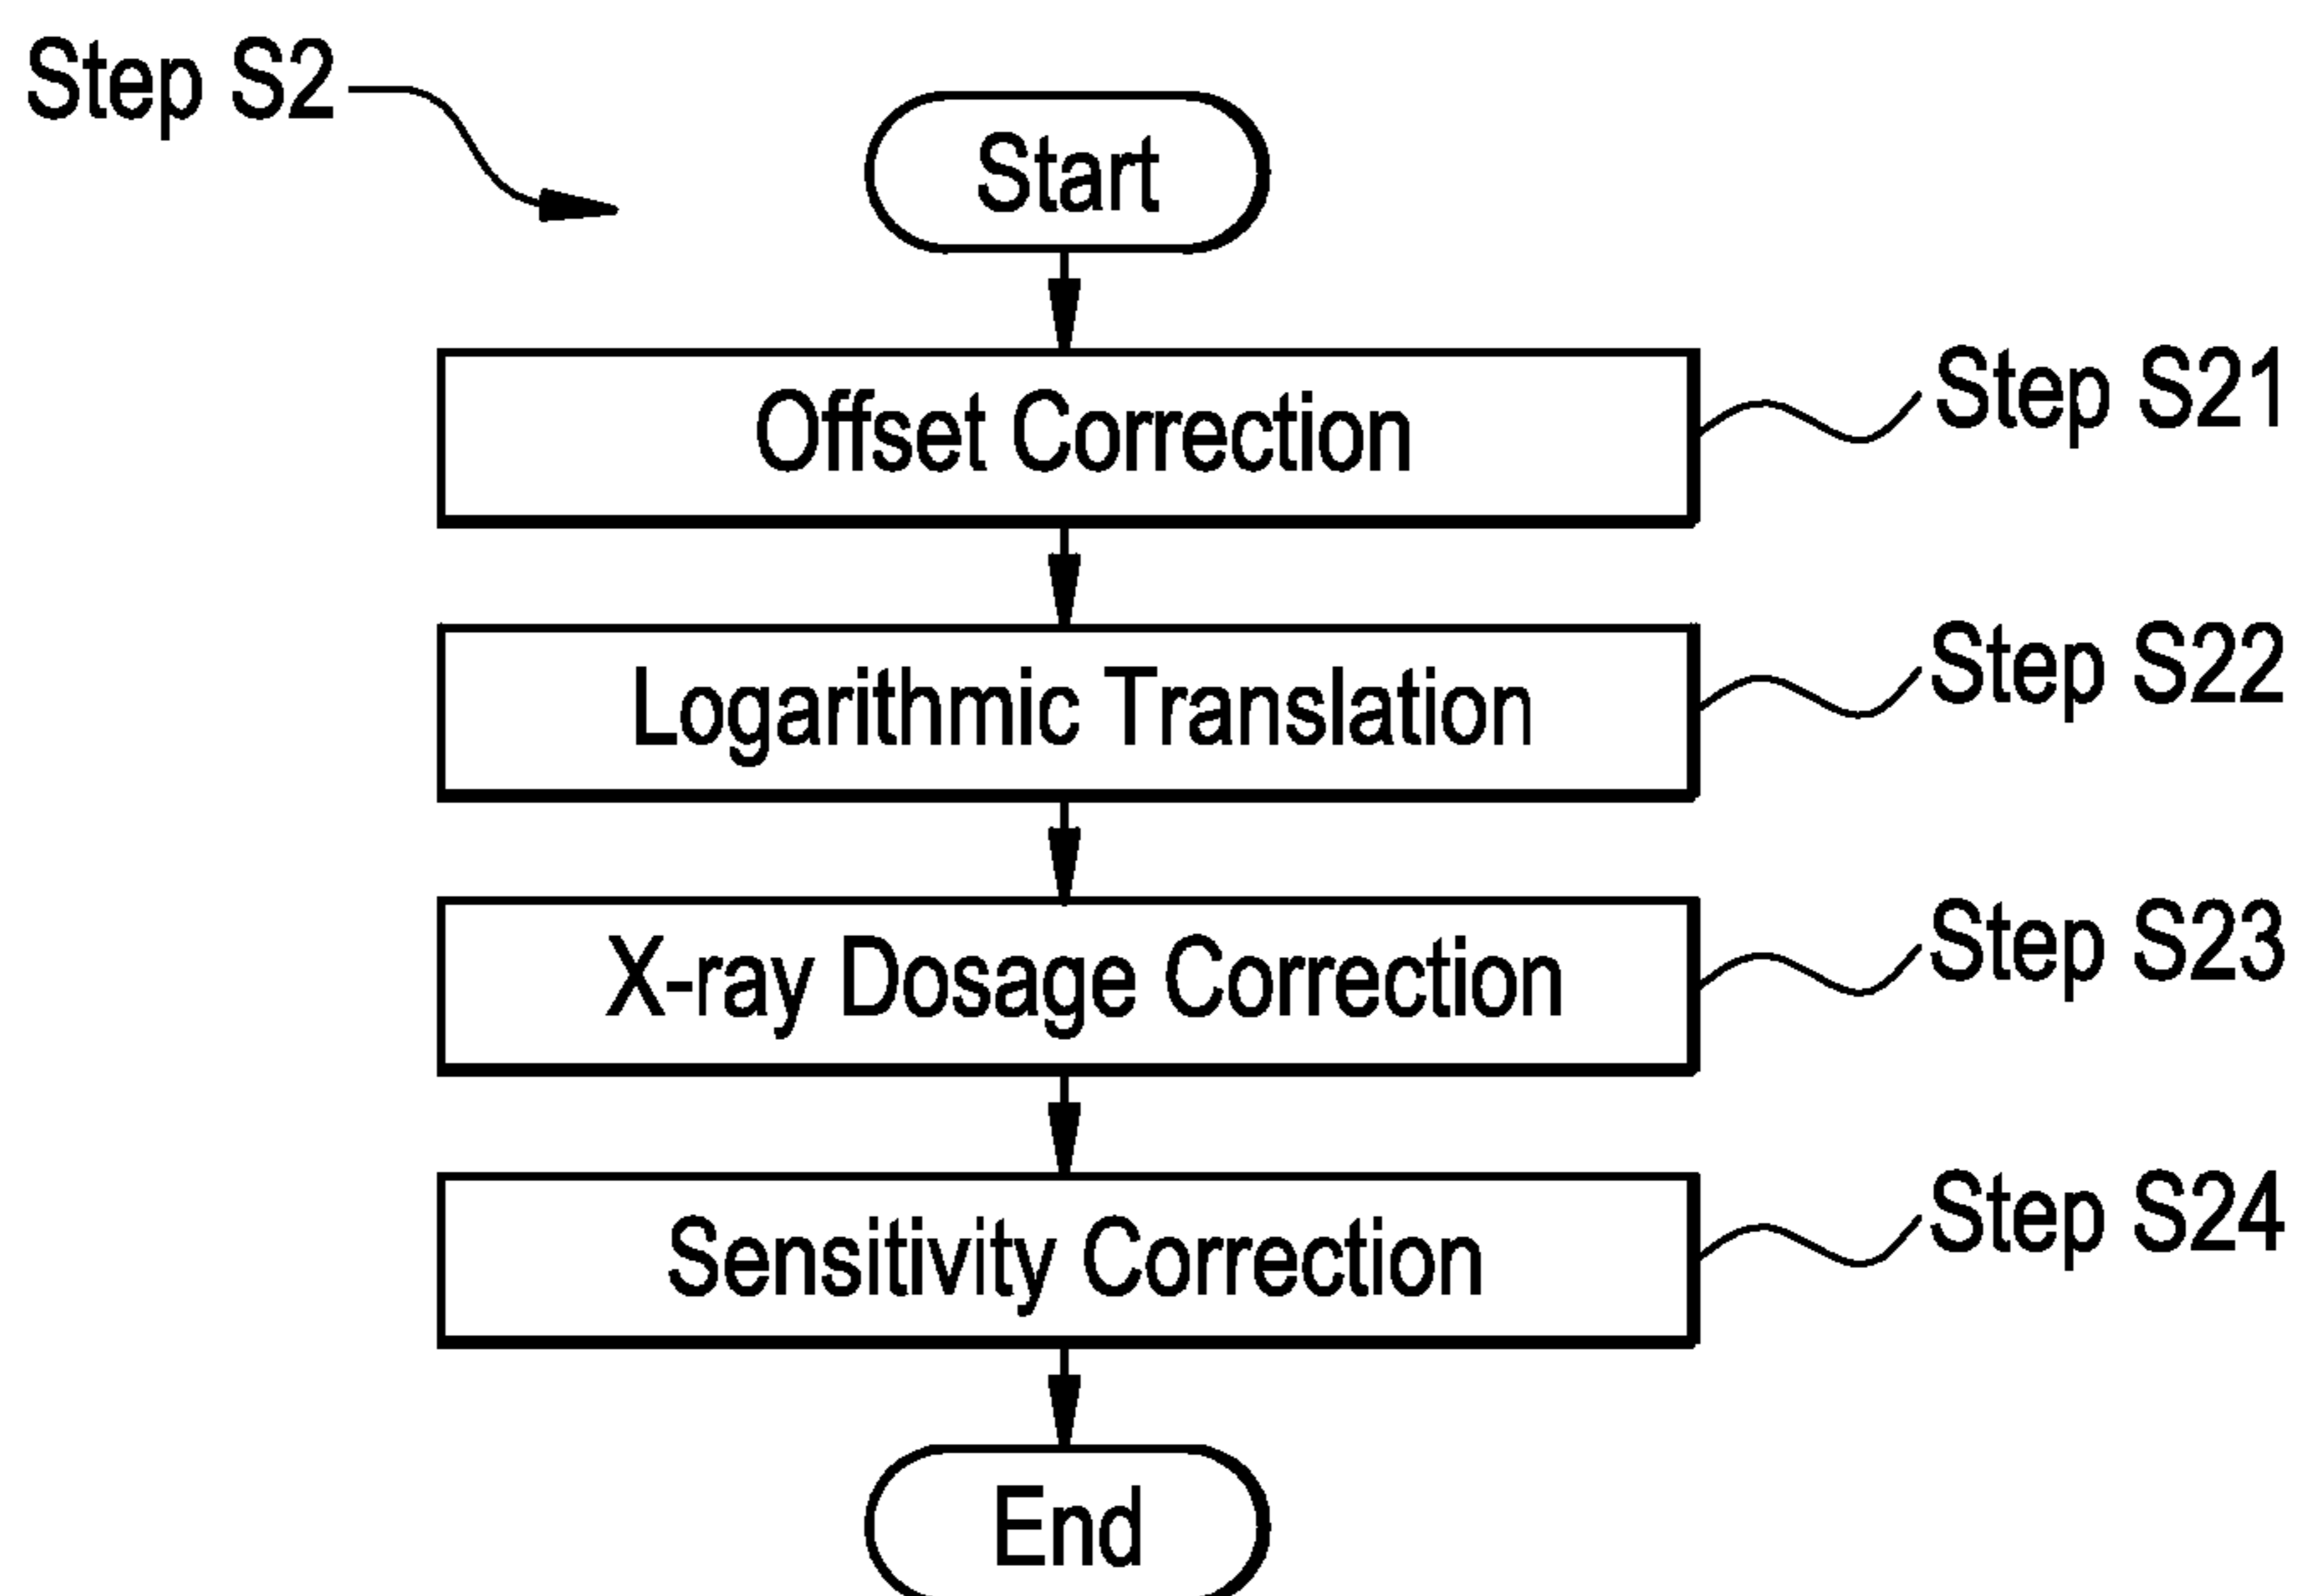 Step S2
Start
Offset Correction
Step S21
Logarithmic Translation
Step S22
X-ray Dosage Correction
Step S23
Sensitivity Correction
Step S24
End